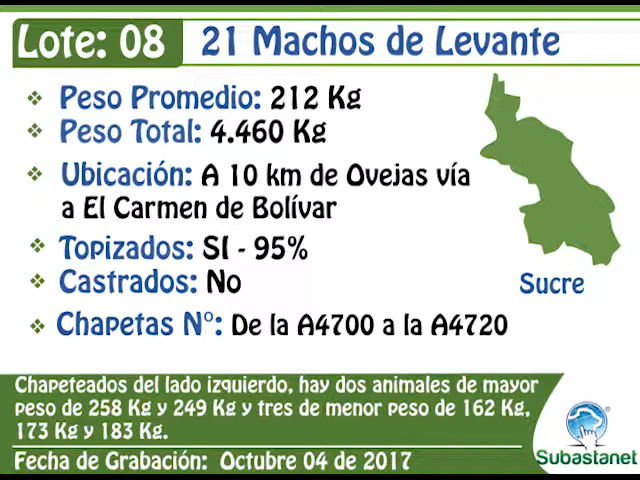 Lote: 08
21 Machos de Levante
Peso Promedio: 212 Kg
Peso Total: 4.460 Kg
Ubicación: A 10 km de Ovejas vía
a El Carmen de Bolívar
Topizados: SI - 95%
Castrados: No
Chapetas N°: De la A4700 a la A4720
Sucre
Chapeteados del lado izquierdo, hay dos animales de mayor
peso de 258 Kg y 249 Kg y tres de menor peso de 162 Kg,
173 Kg y 183 Kg.
Fecha de Grabación: Octubre 04 de 2017
Subastanet